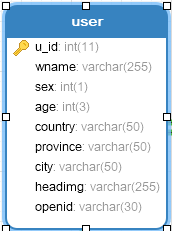 user
u_id: int(11)
wname: varchar(255)
sex: int(1)
age: int(3)
country: varchar(50)
province: varchar(50)
city: varchar(50)
headimg: varchar(255)
openid: varchar(30)